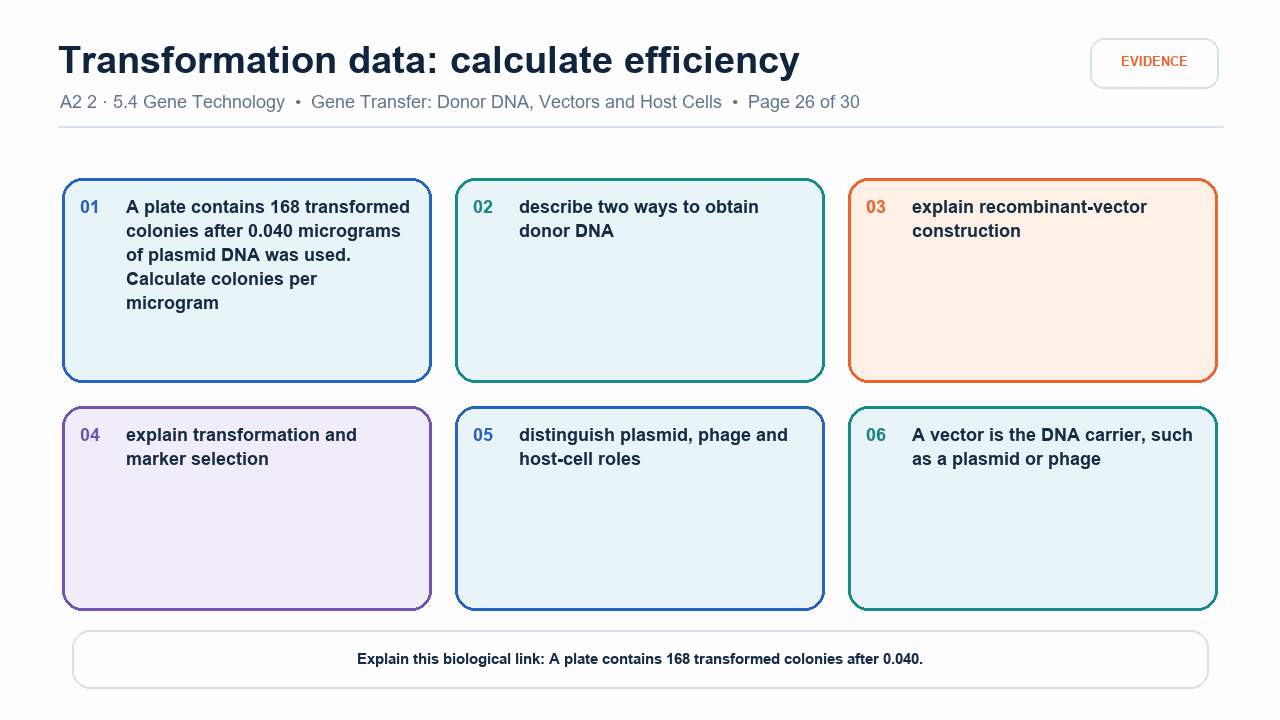 Transformation data: calculate efficiency
EVIDENCE
A2 2 · 5.4 Gene Technology • Gene Transfer: Donor DNA, Vectors and Host Cells • Page 26 of 30
01
A plate contains 168 transformed
colonies after 0.040 micrograms
of plasmid DNA was used.
Calculate colonies per
microgram
02
describe two ways to obtain
donor DNA
03
explain recombinant-vector
construction
04
explain transformation and
marker selection
05
distinguish plasmid, phage and
host-cell roles
06
A vector is the DNA carrier, such
as a plasmid or phage
Explain this biological link: A plate contains 168 transformed colonies after 0.040.